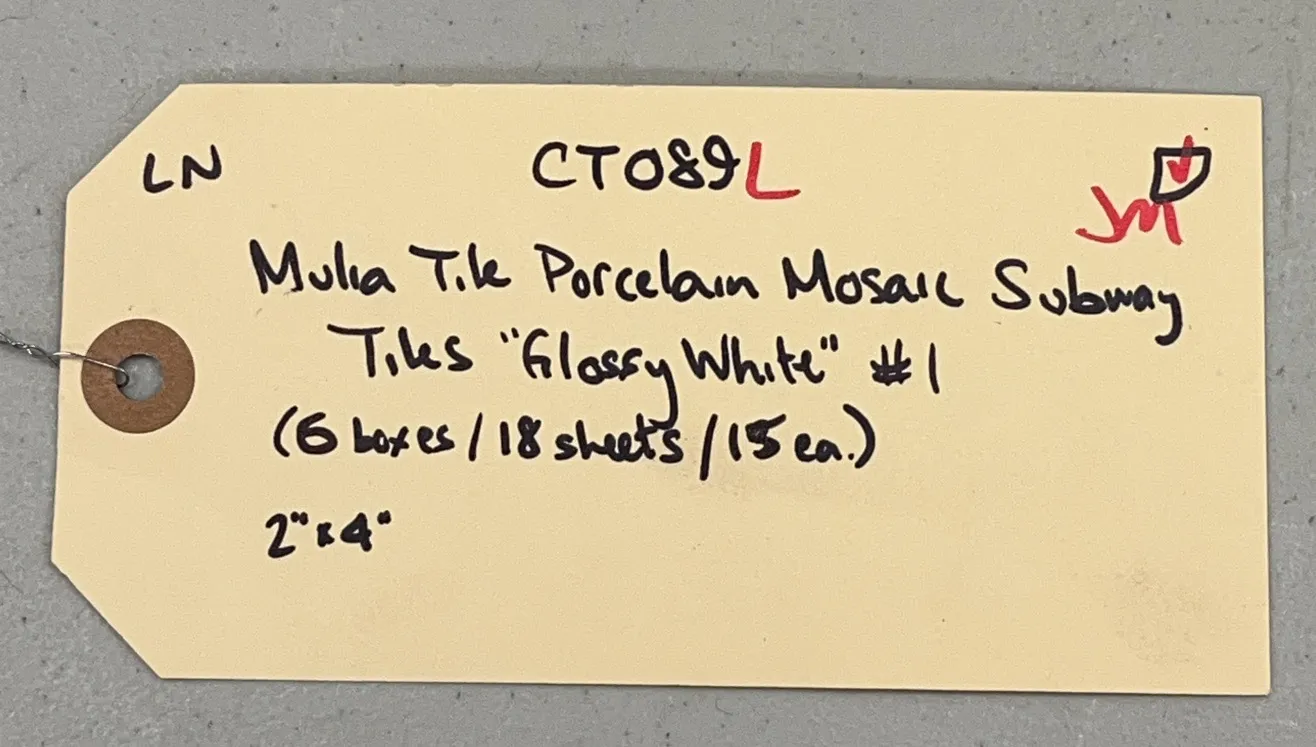 LN CT089L
JM
Mulia Tile Porcelain Mosaic Subway
Tiles "Glossy White" #1
(6 boxes/18 sheets/15 ea.)
2"x4"